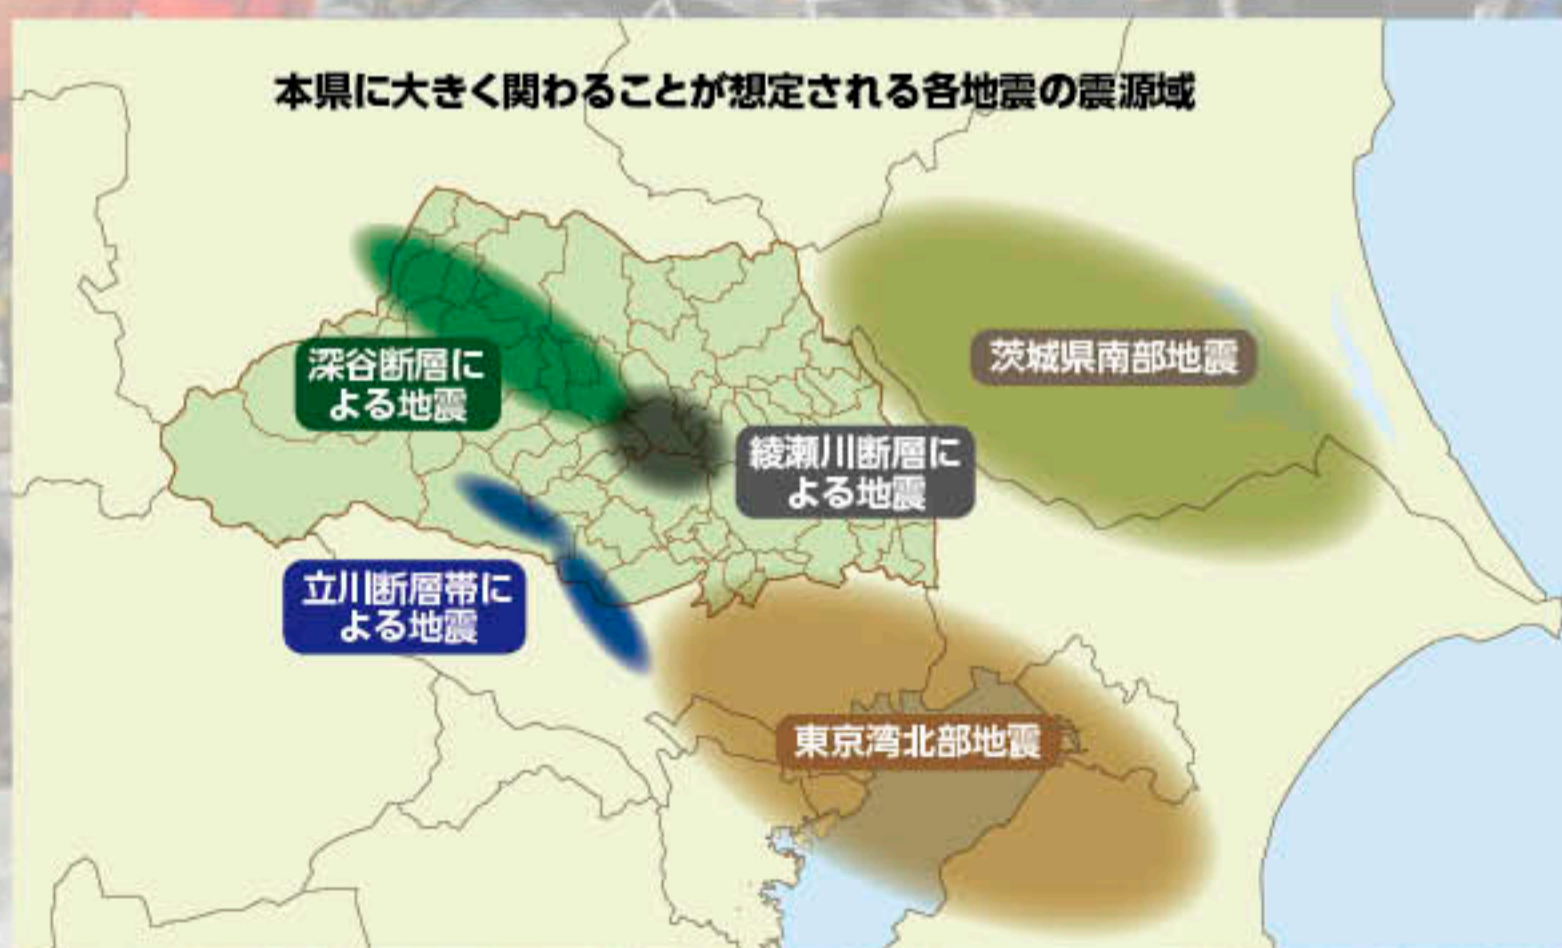 本県に大きく関わることが想定される各地震の震源域
深谷断層に
よる地震
茨城県南部地震
綾瀬川断層に
よる地震
立川断層帯に
よる地震
東京湾北部地震